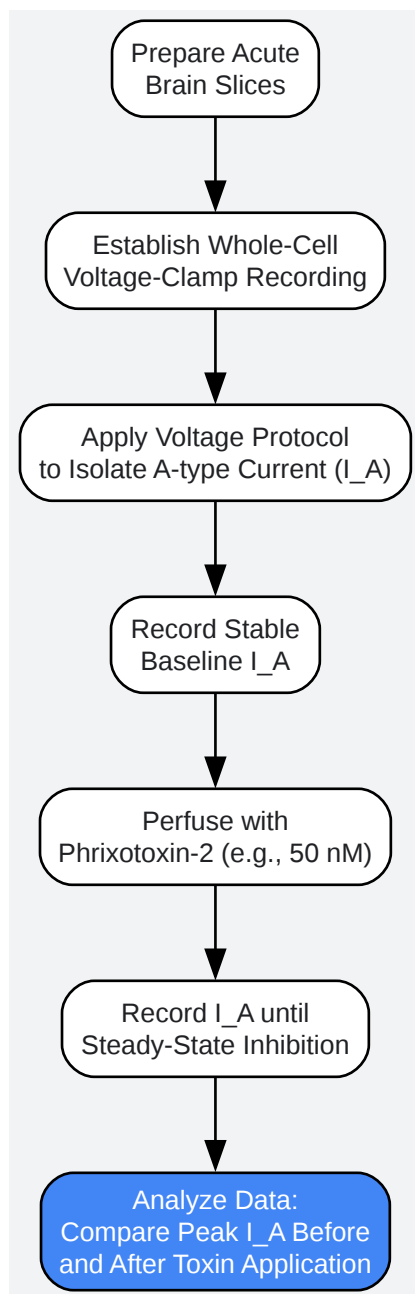 Prepare Acute
Brain Slices
Establish Whole-Cell
Voltage-Clamp Recording
Apply Voltage Protocol
to Isolate A-type Current (I_A)
Record Stable
Baseline I_A
Perfuse with
Phrixotoxin-2 (e.g., 50 nM)
Record I_A until
Steady-State Inhibition
Analyze Data:
Compare Peak I_A Before
and After Toxin Application